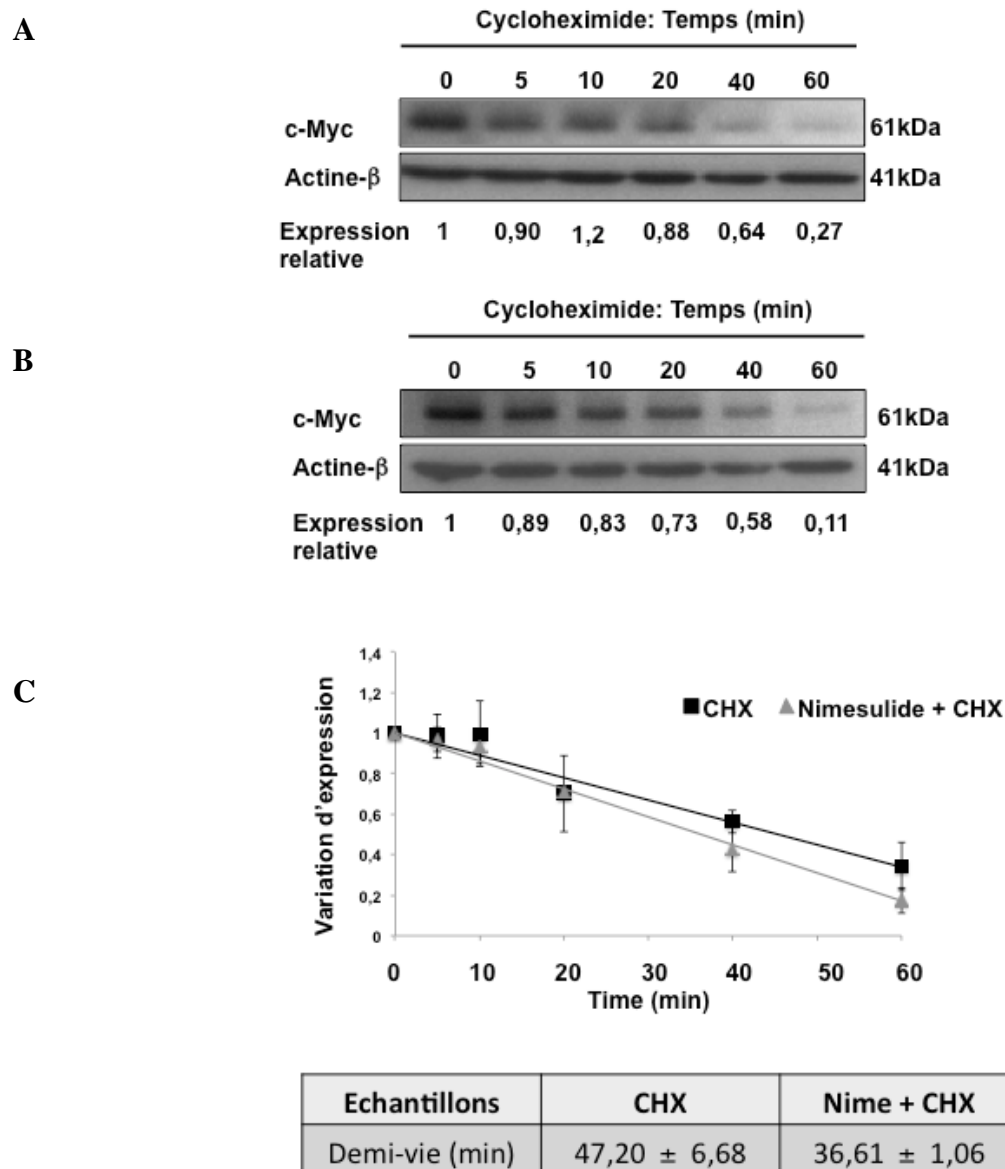 A
Cycloheximide: Temps (min)
0 5 10 20 40 60
c-Myc 61kDa
Actine-β 41kDa
Expression relative 1 0,90 1,2 0,88 0,64 0,27
B
Cycloheximide: Temps (min)
0 5 10 20 40 60
c-Myc 61kDa
Actine-β 41kDa
Expression relative 1 0,89 0,83 0,73 0,58 0,11
C
Variation d'expression
1,4
1,2
1
0,8
0,6
0,4
0,2
0
CHX Nimesulide + CHX
0 10 20 30 40 50 60
Time (min)
Echantillons CHX Nime + CHX
Demi-vie (min) 47,20 ± 6,68 36,61 ± 1,06